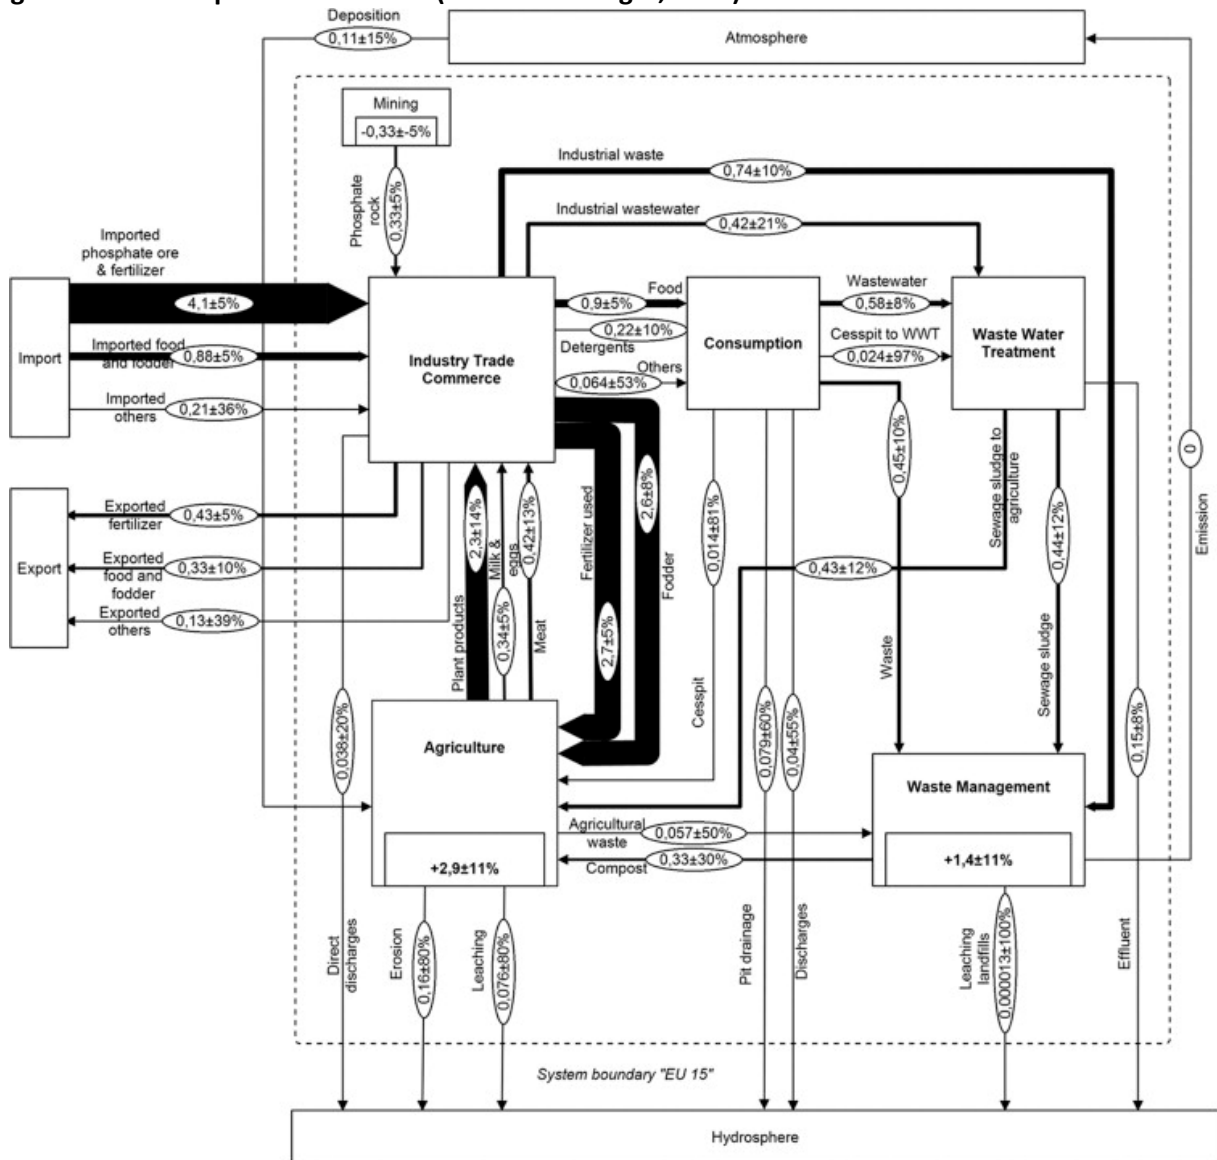 Deposition
0,11±15%
Atmosphere
Mining
-0,33±-5%
Industrial waste
0,74±10%
Phosphate
rock
0,33±5%
Industrial wastewater
0,42±21%
Imported
phosphate ore
& fertilizer
4,1±5%
Import
Imported food
and fodder
0,88±5%
Imported
others
0,21±36%
Industry Trade
Commerce
Food
0,9±5%
0,22±10%
Detergents
Others
0,064±53%
Consumption
Wastewater
0,58±8%
Cesspit to WWT
0,024±97%
Waste Water
Treatment
Export
Exported
fertilizer
0,43±5%
Exported
food and
fodder
0,33±10%
Exported
others
0,13±39%
Plant products
2,3±14%
Milk &
eggs
0,34±5%
Meat
0,42±13%
Fertilizer used
2,7±5%
Fodder
2,6±8%
Cesspit
0,014±81%
0,45±10%
Waste
Sewage sludge to
agriculture
0,43±12%
0,44±12%
Sewage sludge
Emission
0
0,038±20%
Direct
discharges
0,079±60%
Pit drainage
0,04±55%
Discharges
0,15±8%
Effluent
Agriculture
+2,9±11%
Agricultural
waste
0,057±50%
Compost
0,33±30%
Waste Management
+1,4±11%
Erosion
0,16±80%
Leaching
0,076±80%
Leaching
landfills
0,000013±100%
System boundary "EU 15"
Hydrosphere